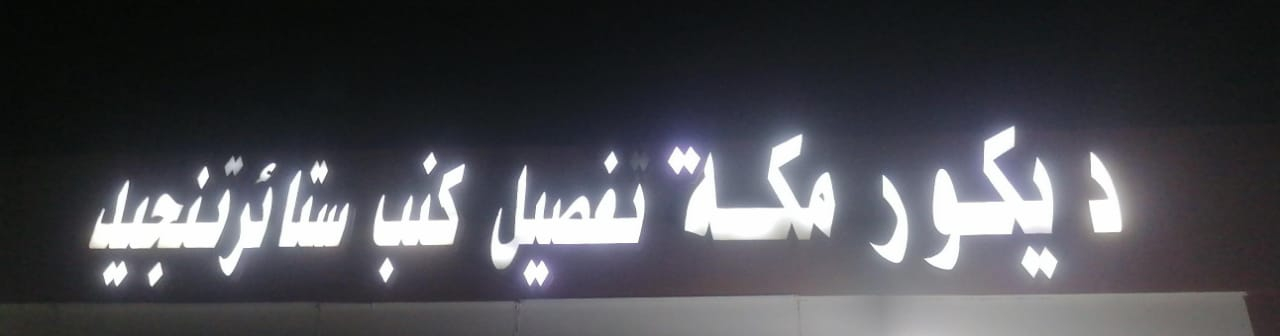 ديكور مكة تفصيل كنب ستائر تنجيد